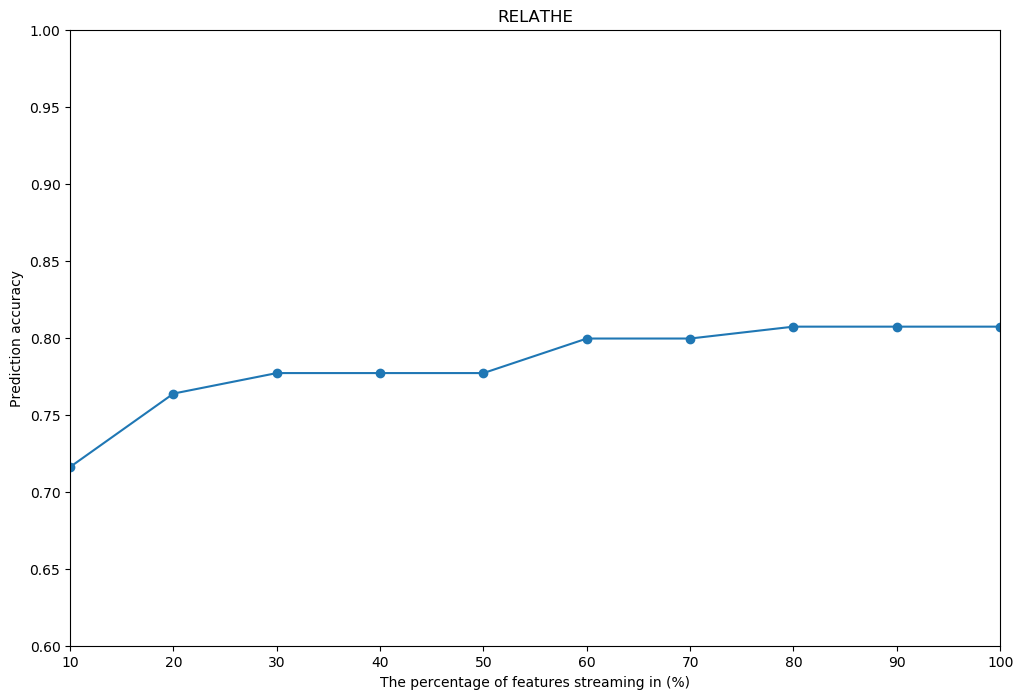 RELATHE
1.00
0.95
0.90
0.85
0.80
0.75
0.70
0.65
0.60
Prediction accuracy
10 20 30 40 50 60 70 80 90 100
The percentage of features streaming in (%)